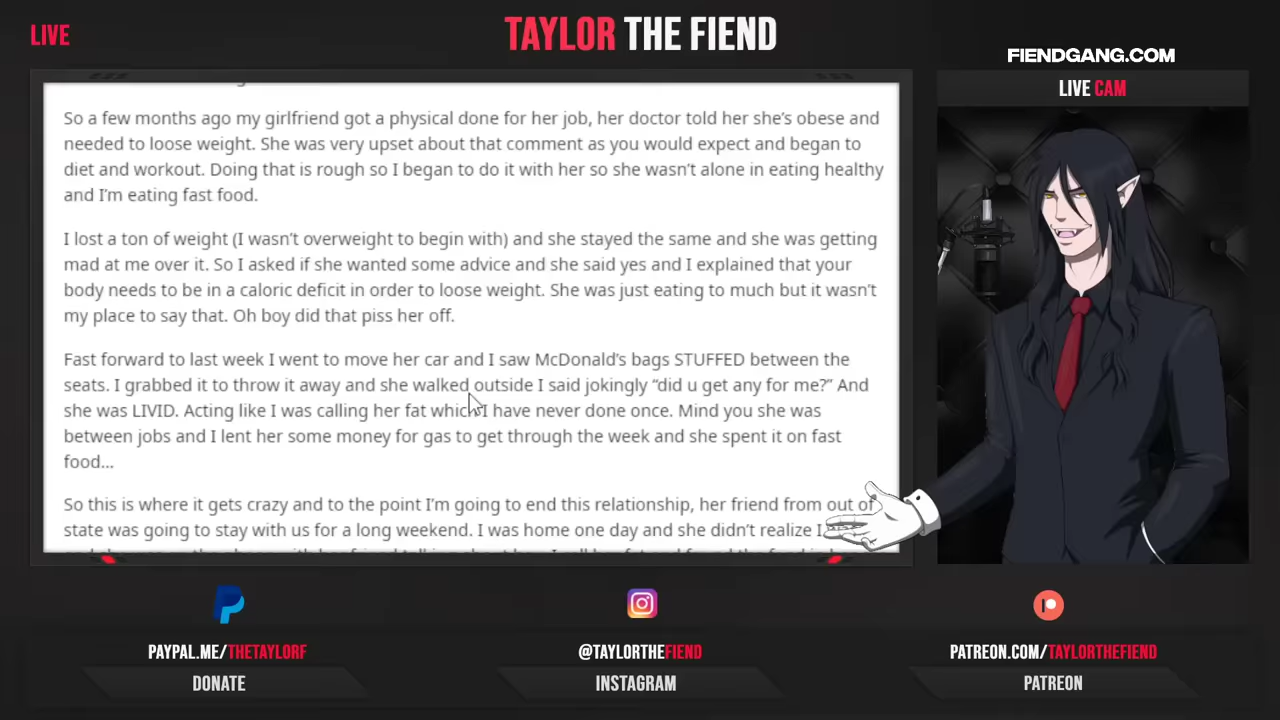 LIVE
TAYLOR THE FIEND
FIENDGANG.COM
LIVE CAM
So a few months ago my girlfriend got a physical done for her job, her doctor told her she's obese and
needed to loose weight. She was very upset about that comment as you would expect and began to
diet and workout. Doing that is rough so I began to do it with her so she wasn't alone in eating healthy
and I'm eating fast food.
I lost a ton of weight (I wasn't overweight to begin with) and she stayed the same and she was getting
mad at me over it. So I asked if she wanted some advice and she said yes and I explained that your
body needs to be in a caloric deficit in order to loose weight. She was just eating to much but it wasn't
my place to say that. Oh boy did that piss her off.
Fast forward to last week I went to move her car and I saw McDonald's bags STUFFED between the
seats. I grabbed it to throw it away and she walked outside I said jokingly “did u get any for me?” And
she was LIVID. Acting like I was calling her fat which I have never done once. Mind you she was
between jobs and I lent her some money for gas to get through the week and she spent it on fast
food...
So this is where it gets crazy and to the point I'm going to end this relationship, her friend from out of
state was going to stay with us for a long weekend. I was home one day and she didn't realize I
PAYPAL.ME/THETAYLORF
DONATE
@TAYLORTHEFIEND
INSTAGRAM
PATREON.COM/TAYLORTHEFIEND
PATREON